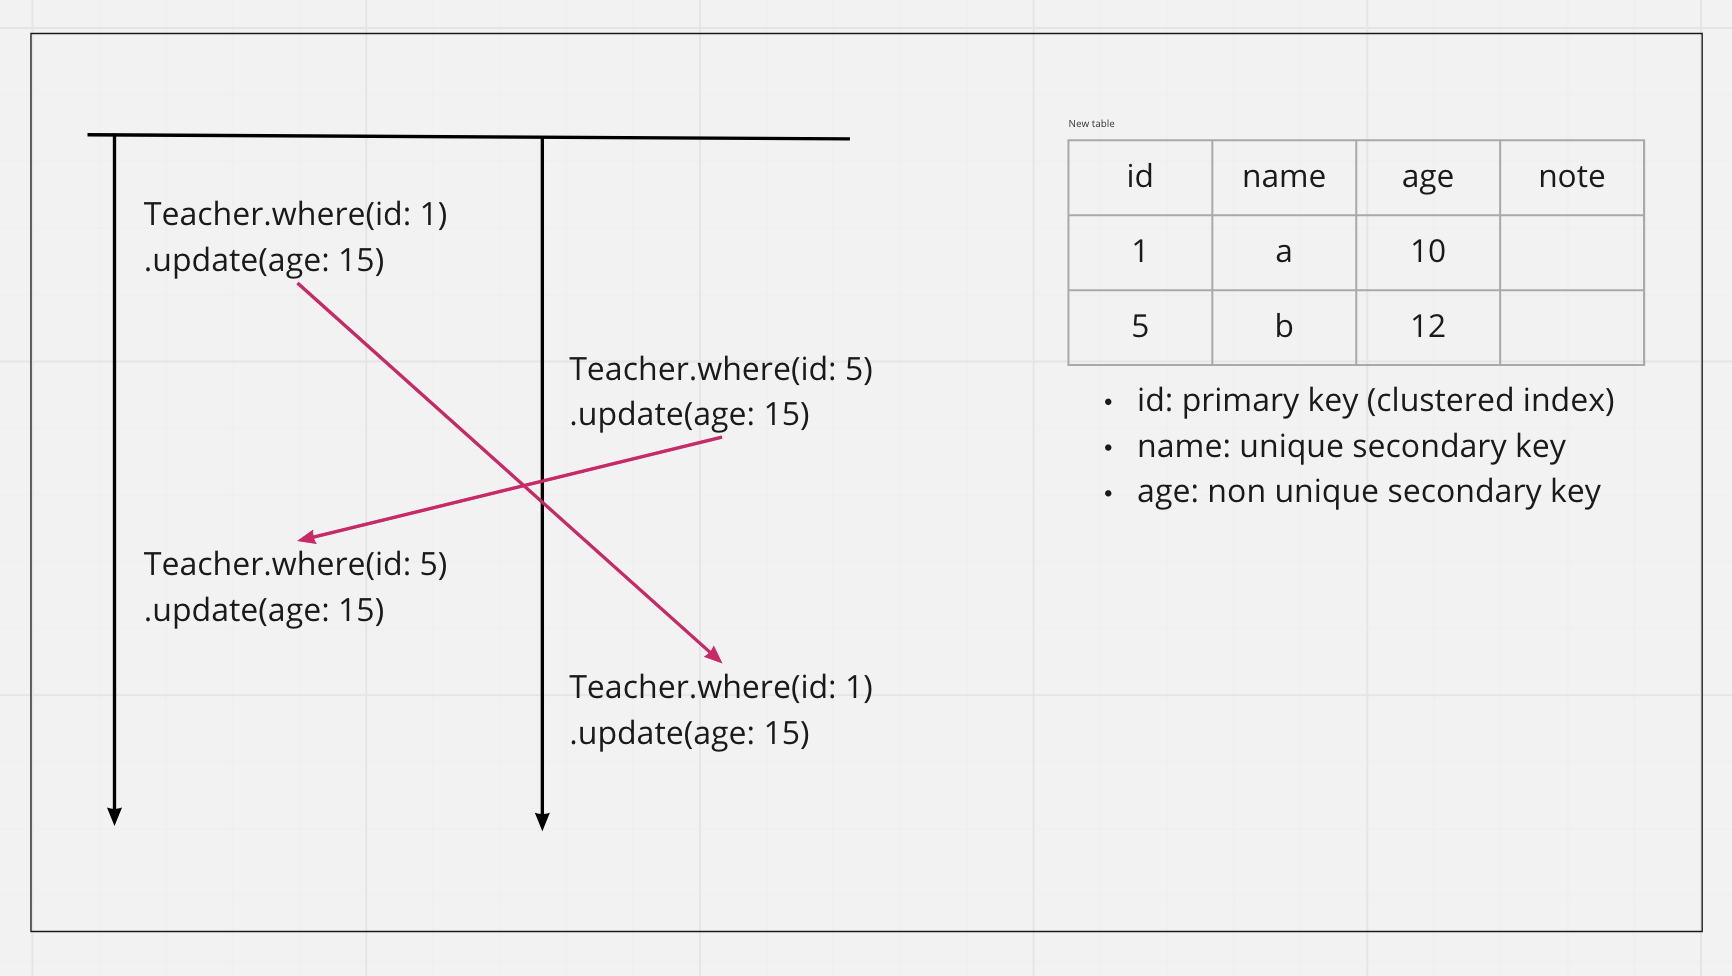 Teacher.where(id: 1)
.update(age: 15)
Teacher.where(id: 5)
.update(age: 15)
Teacher.where(id: 5)
.update(age: 15)
Teacher.where(id: 1)
.update(age: 15)
New table
id name age note
1 a 10
5 b 12
• id: primary key (clustered index)
• name: unique secondary key
• age: non unique secondary key